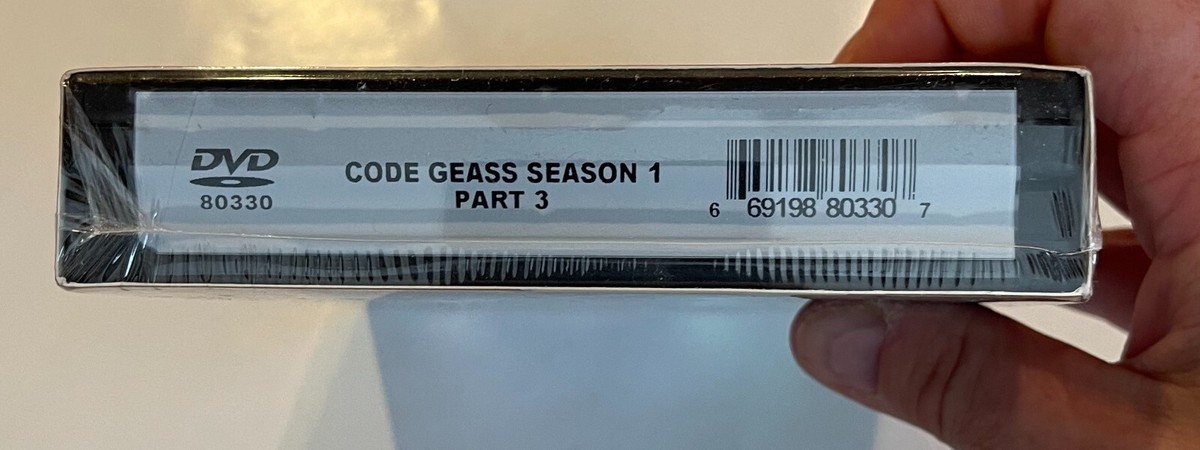 DVD
80330
CODE GEASS SEASON 1
PART 3
6 69198 80330 7